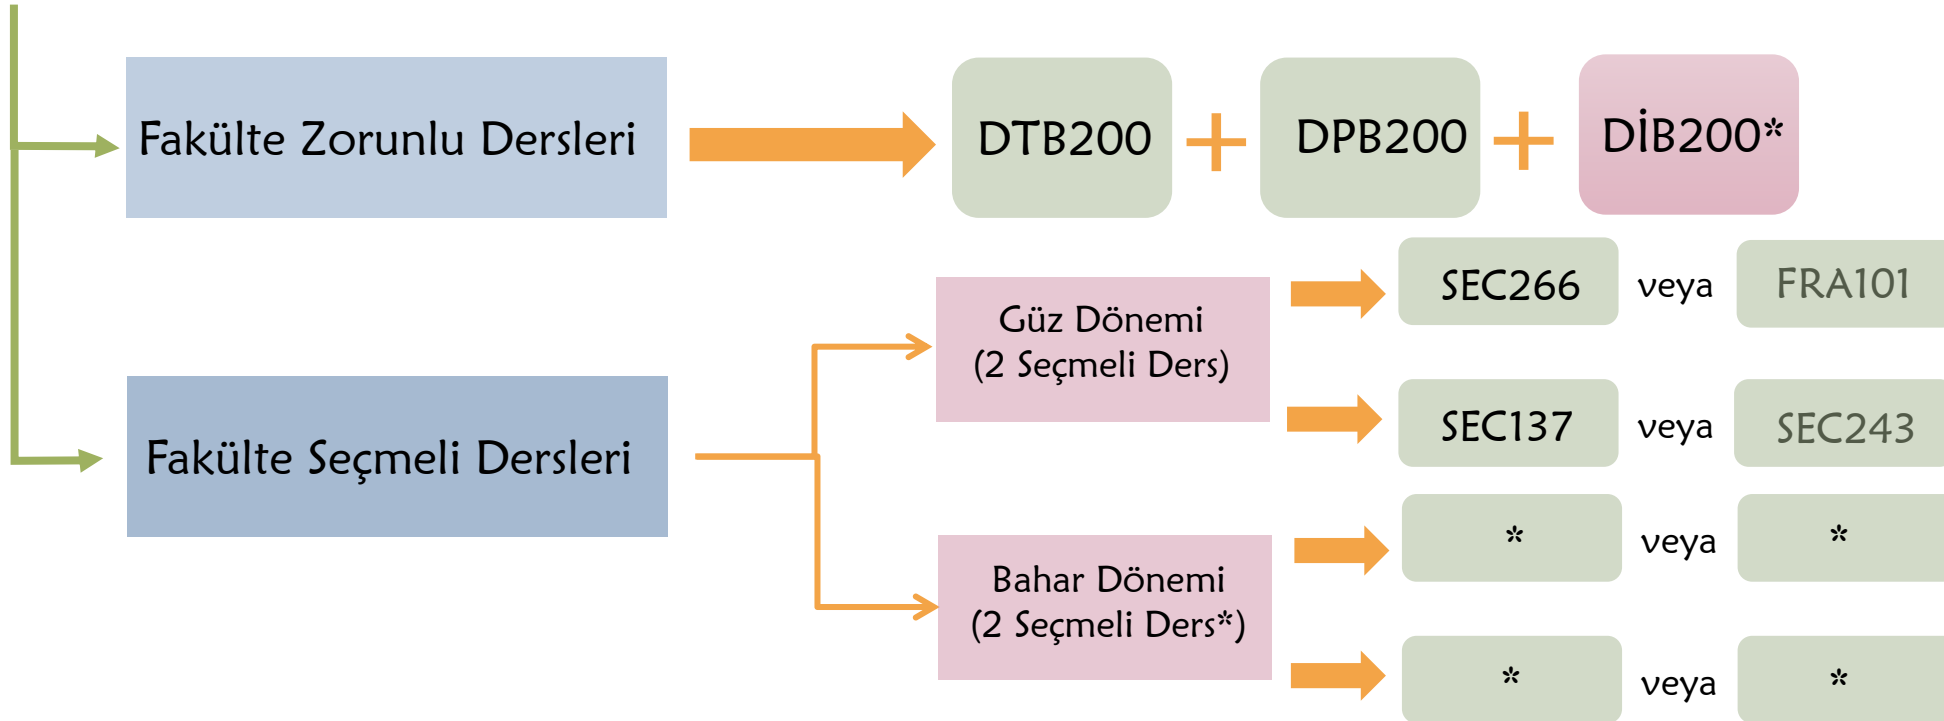 Fakülte Zorunlu Dersleri
DTB200
DPB200
DİB200*
Güz Dönemi
(2 Seçmeli Ders)
SEC266 veya FRA101
SEC137 veya SEC243
Fakülte Seçmeli Dersleri
Bahar Dönemi
(2 Seçmeli Ders*)
* veya *
* veya *